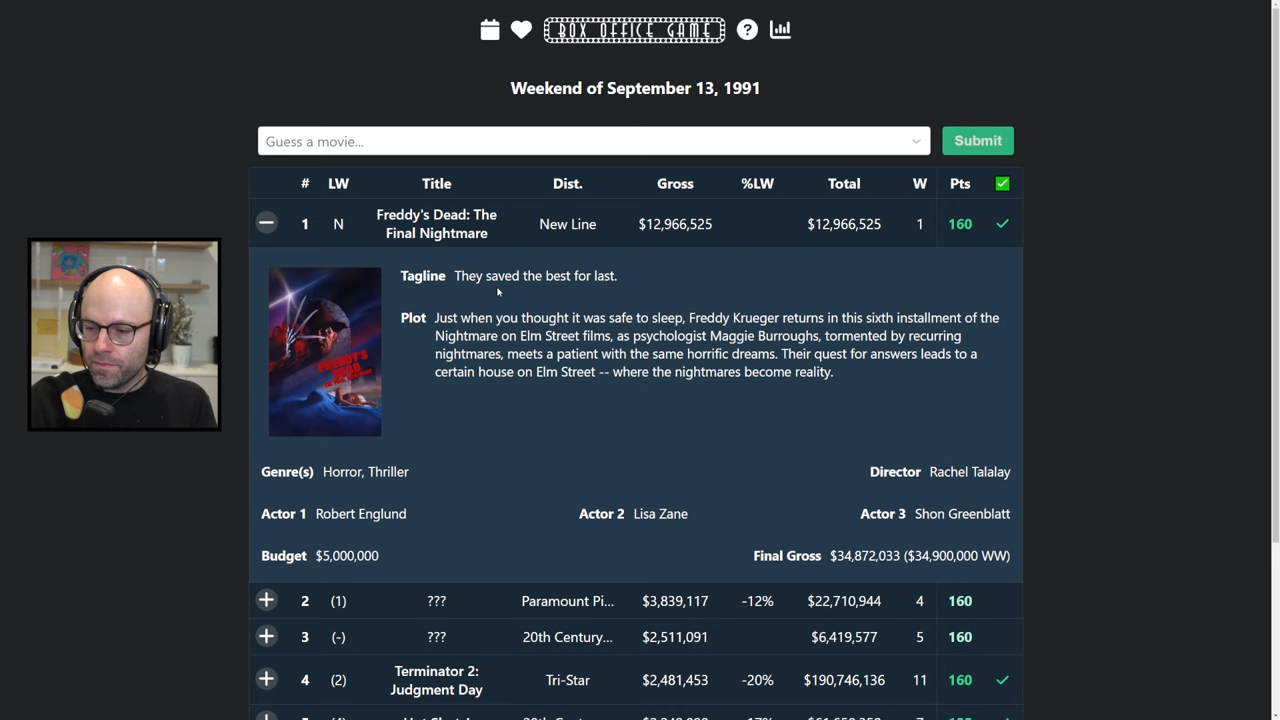 BOX OFFICE GAME
Weekend of September 13, 1991
Guess a movie...
Submit
# LW Title Dist. Gross %LW Total W Pts
1 N Freddy's Dead: The Final Nightmare New Line $12,966,525 $12,966,525 1 160
Tagline They saved the best for last.
Plot Just when you thought it was safe to sleep, Freddy Krueger returns in this sixth installment of the
Nightmare on Elm Street films, as psychologist Maggie Burroughs, tormented by recurring
nightmares, meets a patient with the same horrific dreams. Their quest for answers leads to a
certain house on Elm Street -- where the nightmares become reality.
FREDDY'S
DEAD
Genre(s) Horror, Thriller Director Rachel Talalay
Actor 1 Robert Englund Actor 2 Lisa Zane Actor 3 Shon Greenblatt
Budget $5,000,000 Final Gross $34,872,033 ($34,900,000 WW)
2 (1) ??? Paramount Pi... $3,839,117 -12% $22,710,944 4 160
3 (-) ??? 20th Century... $2,511,091 $6,419,577 5 160
4 (2) Terminator 2: Judgment Day Tri-Star $2,481,453 -20% $190,746,136 11 160